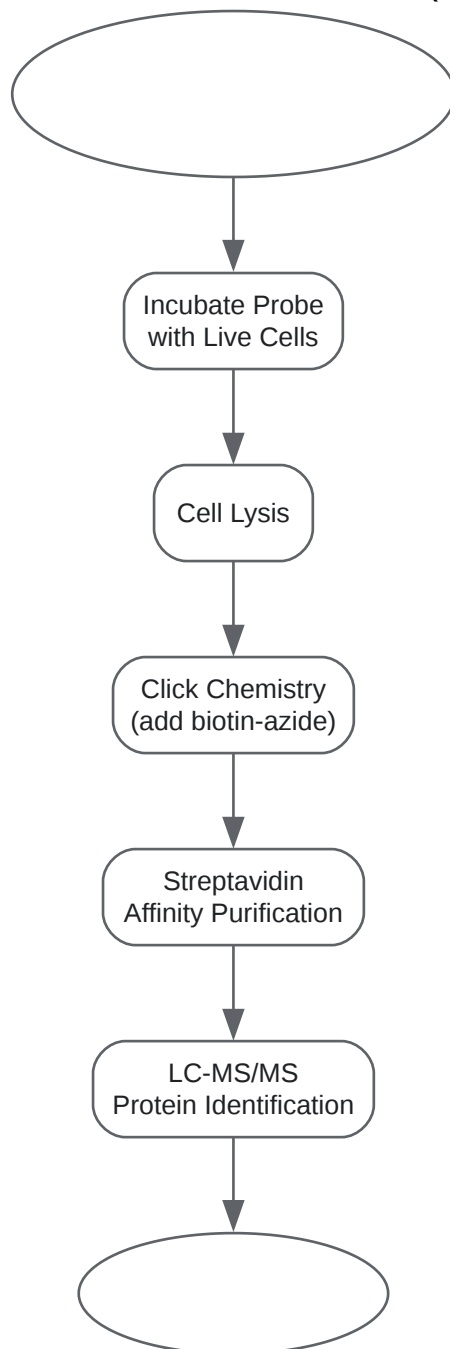 Incubate Probe
with Live Cells
Cell Lysis
Click Chemistry
(add biotin-azide)
Streptavidin
Affinity Purification
LC-MS/MS
Protein Identification